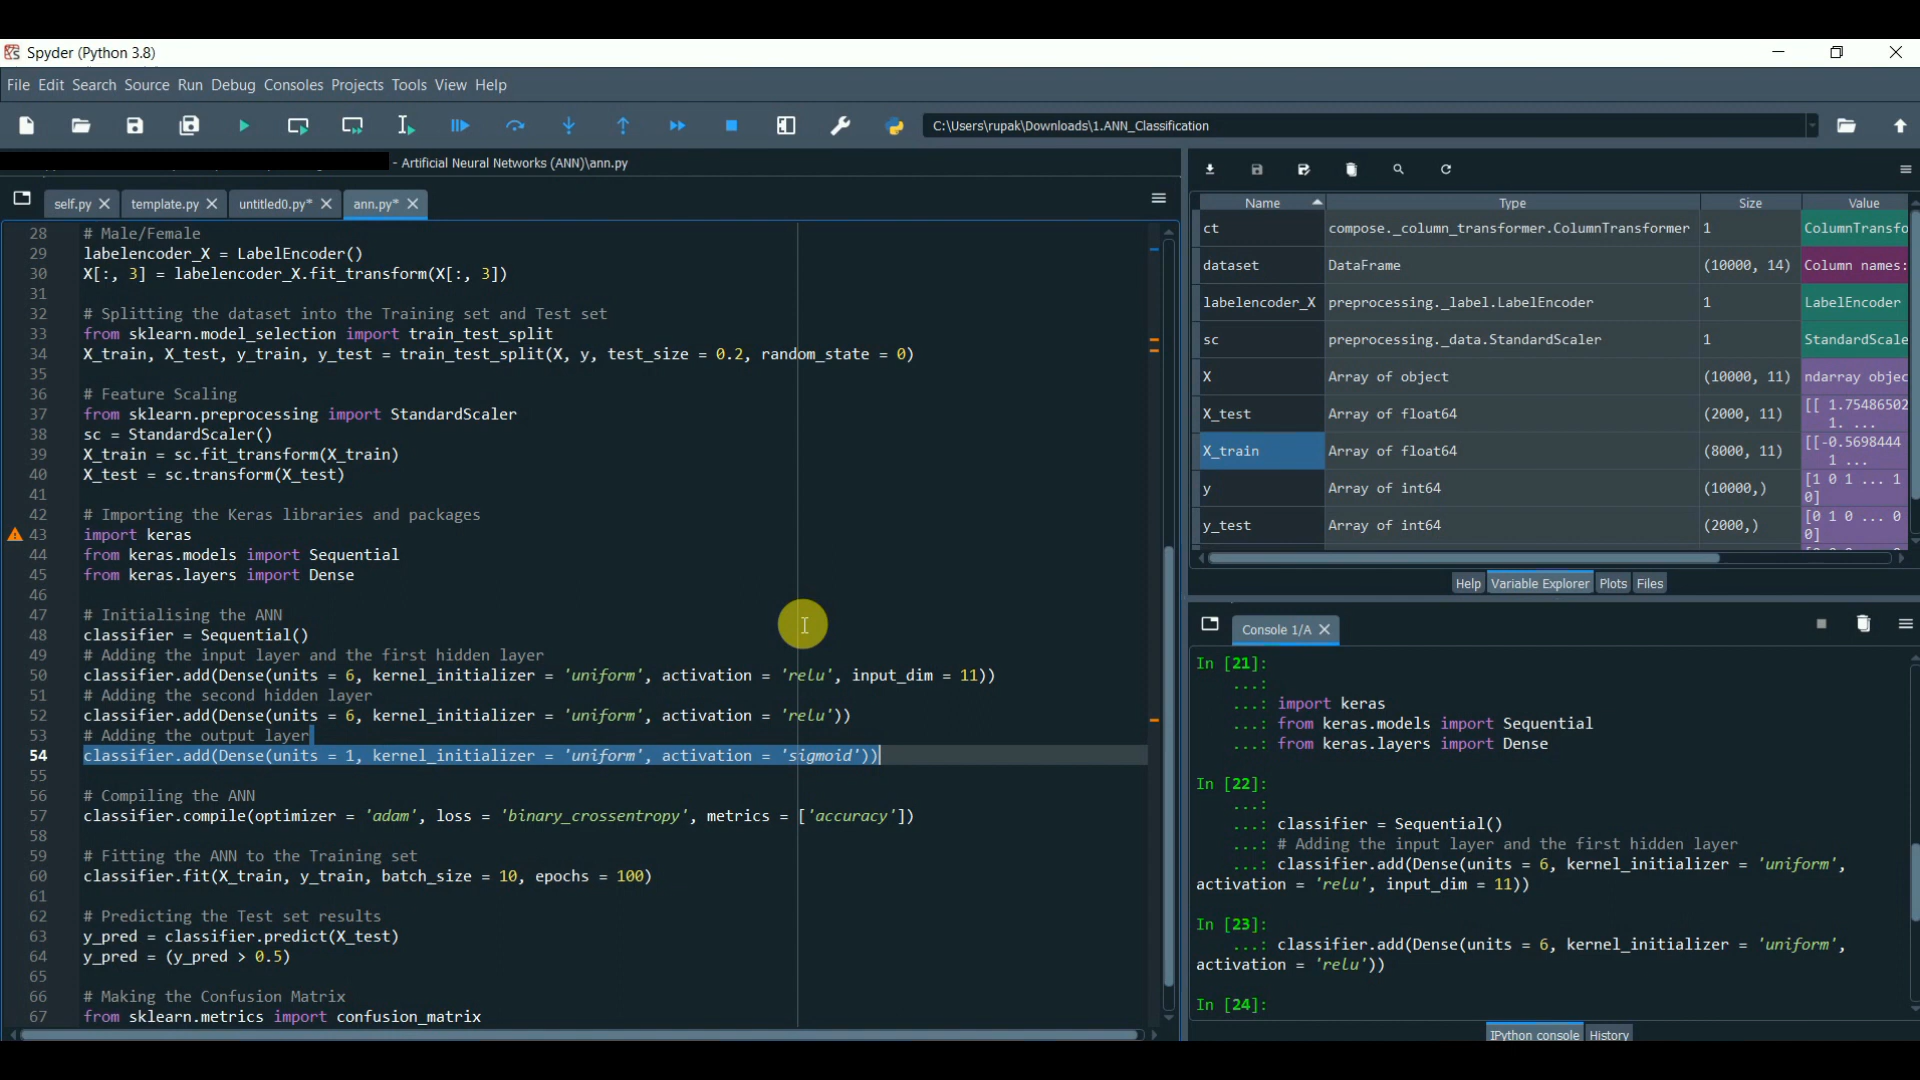 Spyder (Python 3.8)
File Edit Search Source Run Debug Consoles Projects Tools View Help
C:\Users\rupak\Downloads\1.ANN_Classification
- Artificial Neural Networks (ANN)\ann.py
self.py template.py untitled0.py* ann.py*
28 # Male/Female
29 labelencoder_X = LabelEncoder()
30 X[:, 3] = labelencoder_X.fit_transform(X[:, 3])
31
32 # Splitting the dataset into the Training set and Test set
33 from sklearn.model_selection import train_test_split
34 X_train, X_test, y_train, y_test = train_test_split(X, y, test_size = 0.2, random_state = 0)
35
36 # Feature Scaling
37 from sklearn.preprocessing import StandardScaler
38 sc = StandardScaler()
39 X_train = sc.fit_transform(X_train)
40 X_test = sc.transform(X_test)
41
42 # Importing the Keras libraries and packages
43 import keras
44 from keras.models import Sequential
45 from keras.layers import Dense
46
47 # Initialising the ANN
48 classifier = Sequential()
49 # Adding the input layer and the first hidden layer
50 classifier.add(Dense(units = 6, kernel_initializer = 'uniform', activation = 'relu', input_dim = 11))
51 # Adding the second hidden layer
52 classifier.add(Dense(units = 6, kernel_initializer = 'uniform', activation = 'relu'))
53 # Adding the output layer
54 classifier.add(Dense(units = 1, kernel_initializer = 'uniform', activation = 'sigmoid'))
55
56 # Compiling the ANN
57 classifier.compile(optimizer = 'adam', loss = 'binary_crossentropy', metrics = ['accuracy'])
58
59 # Fitting the ANN to the Training set
60 classifier.fit(X_train, y_train, batch_size = 10, epochs = 100)
61
62 # Predicting the Test set results
63 y_pred = classifier.predict(X_test)
64 y_pred = (y_pred > 0.5)
65
66 # Making the Confusion Matrix
67 from sklearn.metrics import confusion_matrix
Name Type Size Value
ct compose._column_transformer.ColumnTransformer 1 ColumnTransfo
dataset DataFrame (10000, 14) Column names:
labelencoder_X preprocessing._label.LabelEncoder 1 LabelEncoder
sc preprocessing._data.StandardScaler 1 StandardScale
X Array of object (10000, 11) ndarray objec
X_test Array of float64 (2000, 11) [[ 1.75486502
1. ...
X_train Array of float64 (8000, 11) [[-0.5698444
1 ...
y Array of int64 (10000,) [1 0 1 ... 1
0]
y_test Array of int64 (2000,) [0 1 0 ... 0
0]
Help Variable Explorer Plots Files
Console 1/A
In [21]:
...:
...: import keras
...: from keras.models import Sequential
...: from keras.layers import Dense
In [22]:
...:
...: classifier = Sequential()
...: # Adding the input layer and the first hidden layer
...: classifier.add(Dense(units = 6, kernel_initializer = 'uniform',
activation = 'relu', input_dim = 11))
In [23]:
...: classifier.add(Dense(units = 6, kernel_initializer = 'uniform',
activation = 'relu'))
In [24]:
IPython console History